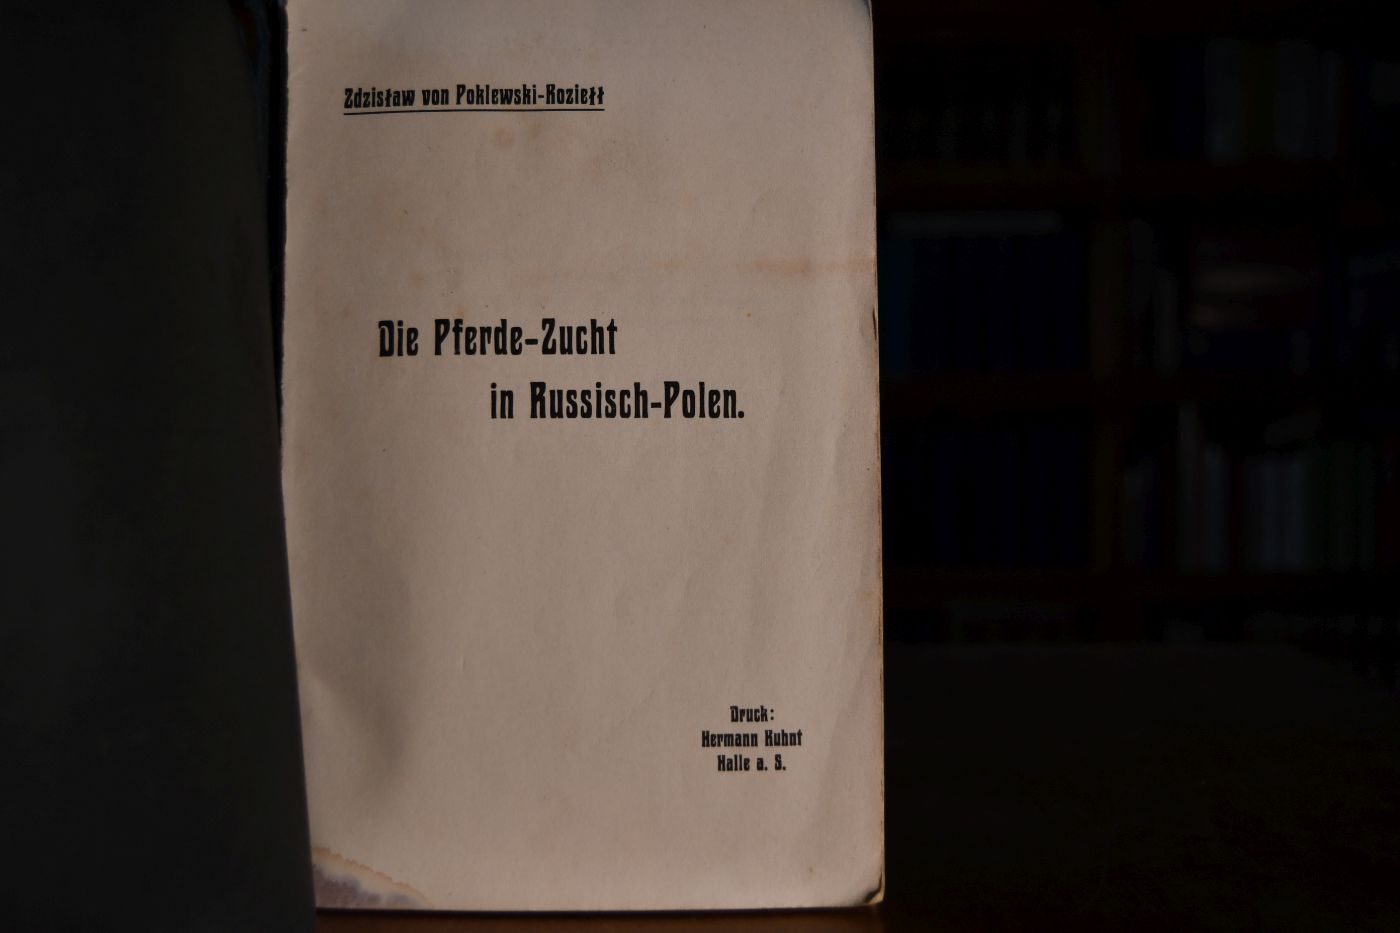 Zdzisław von Poklewski-Koziełł
Die Pferde-Zucht
in Russisch-Polen.
Druck:
Hermann Kuhnt
Halle a. S.